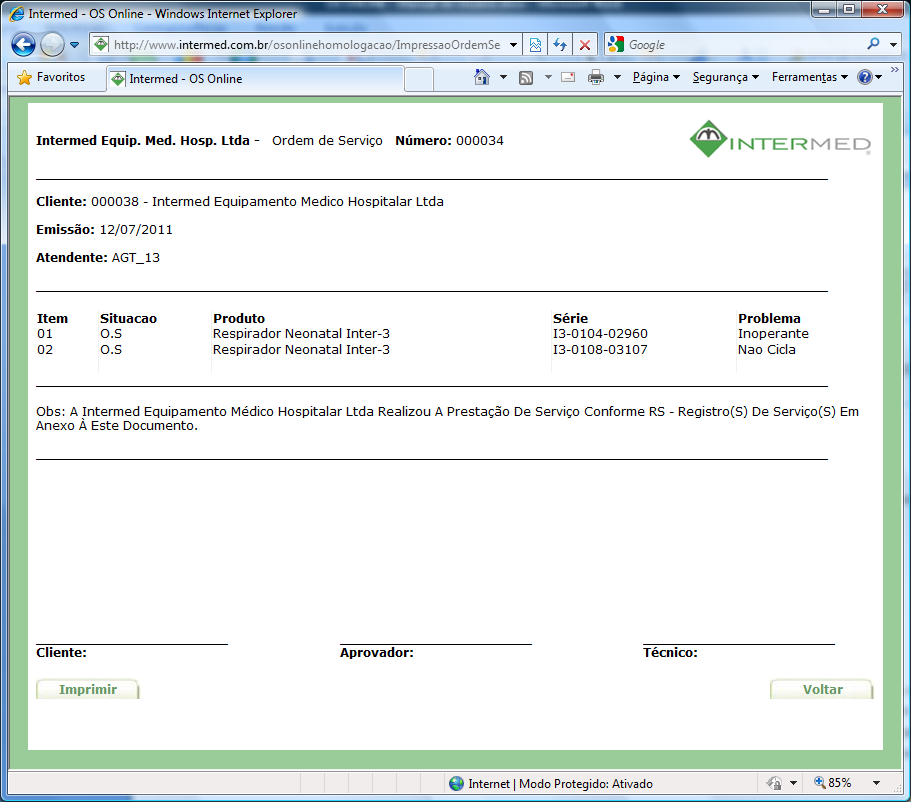 Intermed - OS Online - Windows Internet Explorer
http://www.intermed.com.br/osonlinehomologacao/ImpressaoOrdemSe
Google
Favoritos
Intermed - OS Online
Página
Segurança
Ferramentas
Intermed Equip. Med. Hosp. Ltda - Ordem de Serviço Número: 000034
INTERMED
Cliente: 000038 - Intermed Equipamento Medico Hospitalar Ltda
Emissão: 12/07/2011
Atendente: AGT_13
Item Situacao Produto Série Problema
01 O.S Respirador Neonatal Inter-3 I3-0104-02960 Inoperante
02 O.S Respirador Neonatal Inter-3 I3-0108-03107 Nao Cicla
Obs: A Intermed Equipamento Médico Hospitalar Ltda Realizou A Prestação De Serviço Conforme RS - Registro(S) De Serviço(S) Em
Anexo À Este Documento.
Cliente: Aprovador: Técnico:
Imprimir Voltar
Internet | Modo Protegido: Ativado
85%